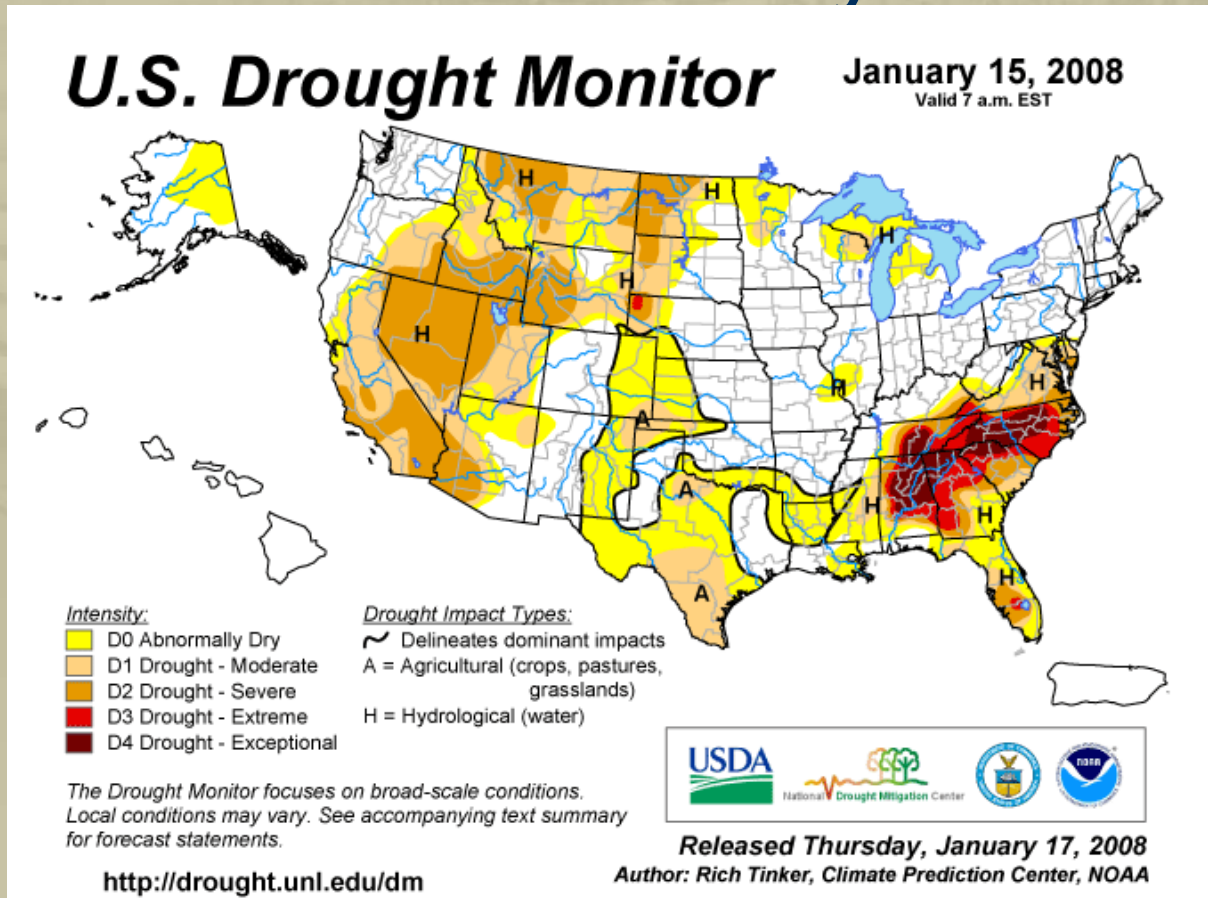 U.S. Drought Monitor
January 15, 2008
Valid 7 a.m. EST
H
H
H
H
H
H
H
A
A
H
H
A
H
Intensity:
D0 Abnormally Dry
D1 Drought - Moderate
D2 Drought - Severe
D3 Drought - Extreme
D4 Drought - Exceptional
Drought Impact Types:
Delineates dominant impacts
A = Agricultural (crops, pastures,
grasslands)
H = Hydrological (water)
The Drought Monitor focuses on broad-scale conditions.
Local conditions may vary. See accompanying text summary
for forecast statements.
http://drought.unl.edu/dm
USDA
National Drought Mitigation Center
NOAA
Released Thursday, January 17, 2008
Author: Rich Tinker, Climate Prediction Center, NOAA